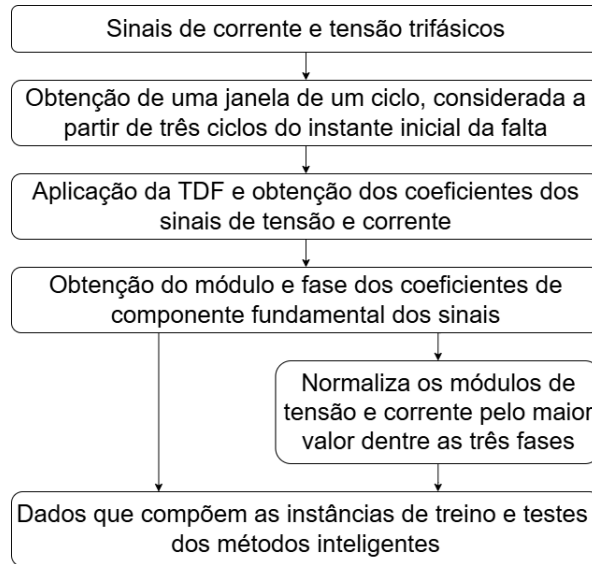 Sinais de corrente e tensão trifásicos
Obtenção de uma janela de um ciclo, considerada a
partir de três ciclos do instante inicial da falta
Aplicação da TDF e obtenção dos coeficientes dos
sinais de tensão e corrente
Obtenção do módulo e fase dos coeficientes de
componente fundamental dos sinais
Normaliza os módulos de
tensão e corrente pelo maior
valor dentre as três fases
Dados que compõem as instâncias de treino e testes
dos métodos inteligentes